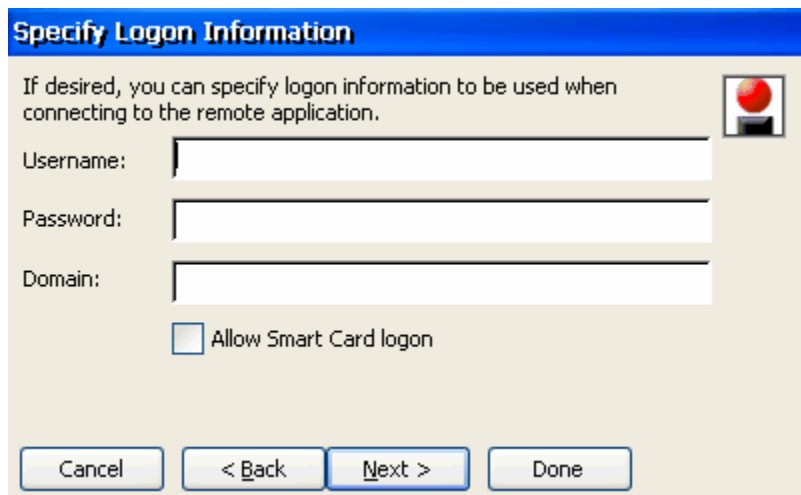 Specify Logon Information
If desired, you can specify logon information to be used when
connecting to the remote application.
Username:
Password:
Domain:
Allow Smart Card logon
Cancel
< Back
Next >
Done